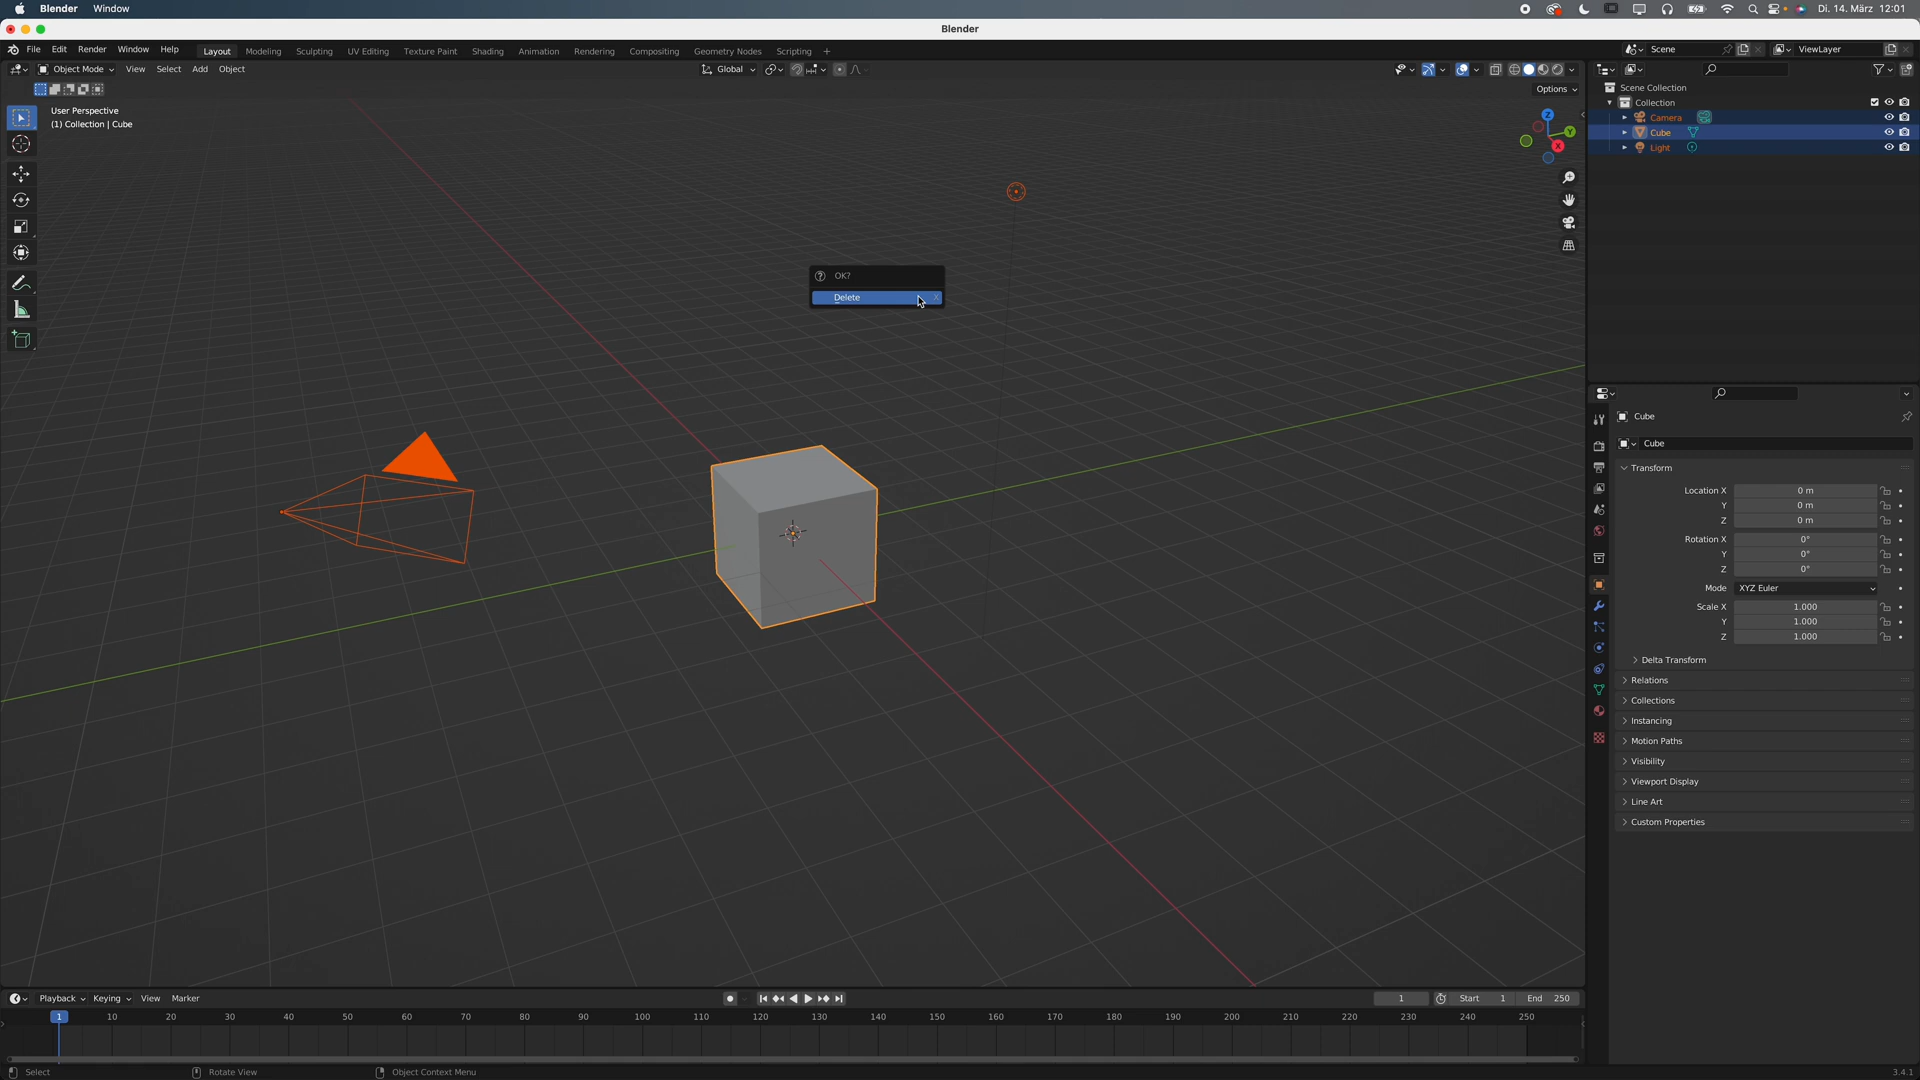 Blender Window Di. 14. März 12:01
Blender
File Edit Render Window Help Layout Modeling Sculpting UV Editing Texture Paint Shading Animation Rendering Compositing Geometry Nodes Scripting + Scene ViewLayer
Object Mode View Select Add Object Global
Options
User Perspective
(1) Collection | Cube
Z
Y
X
OK?
Delete X
Scene Collection
Collection
Camera
Cube
Light
Cube
Cube
Transform
Location X 0 m
Y 0 m
Z 0 m
Rotation X 0°
Y 0°
Z 0°
Mode XYZ Euler
Scale X 1.000
Y 1.000
Z 1.000
Delta Transform
Relations
Collections
Instancing
Motion Paths
Visibility
Viewport Display
Line Art
Custom Properties
Playback Keying View Marker 1 Start 1 End 250
1 10 20 30 40 50 60 70 80 90 100 110 120 130 140 150 160 170 180 190 200 210 220 230 240 250
Select Rotate View Object Context Menu 3.4.1